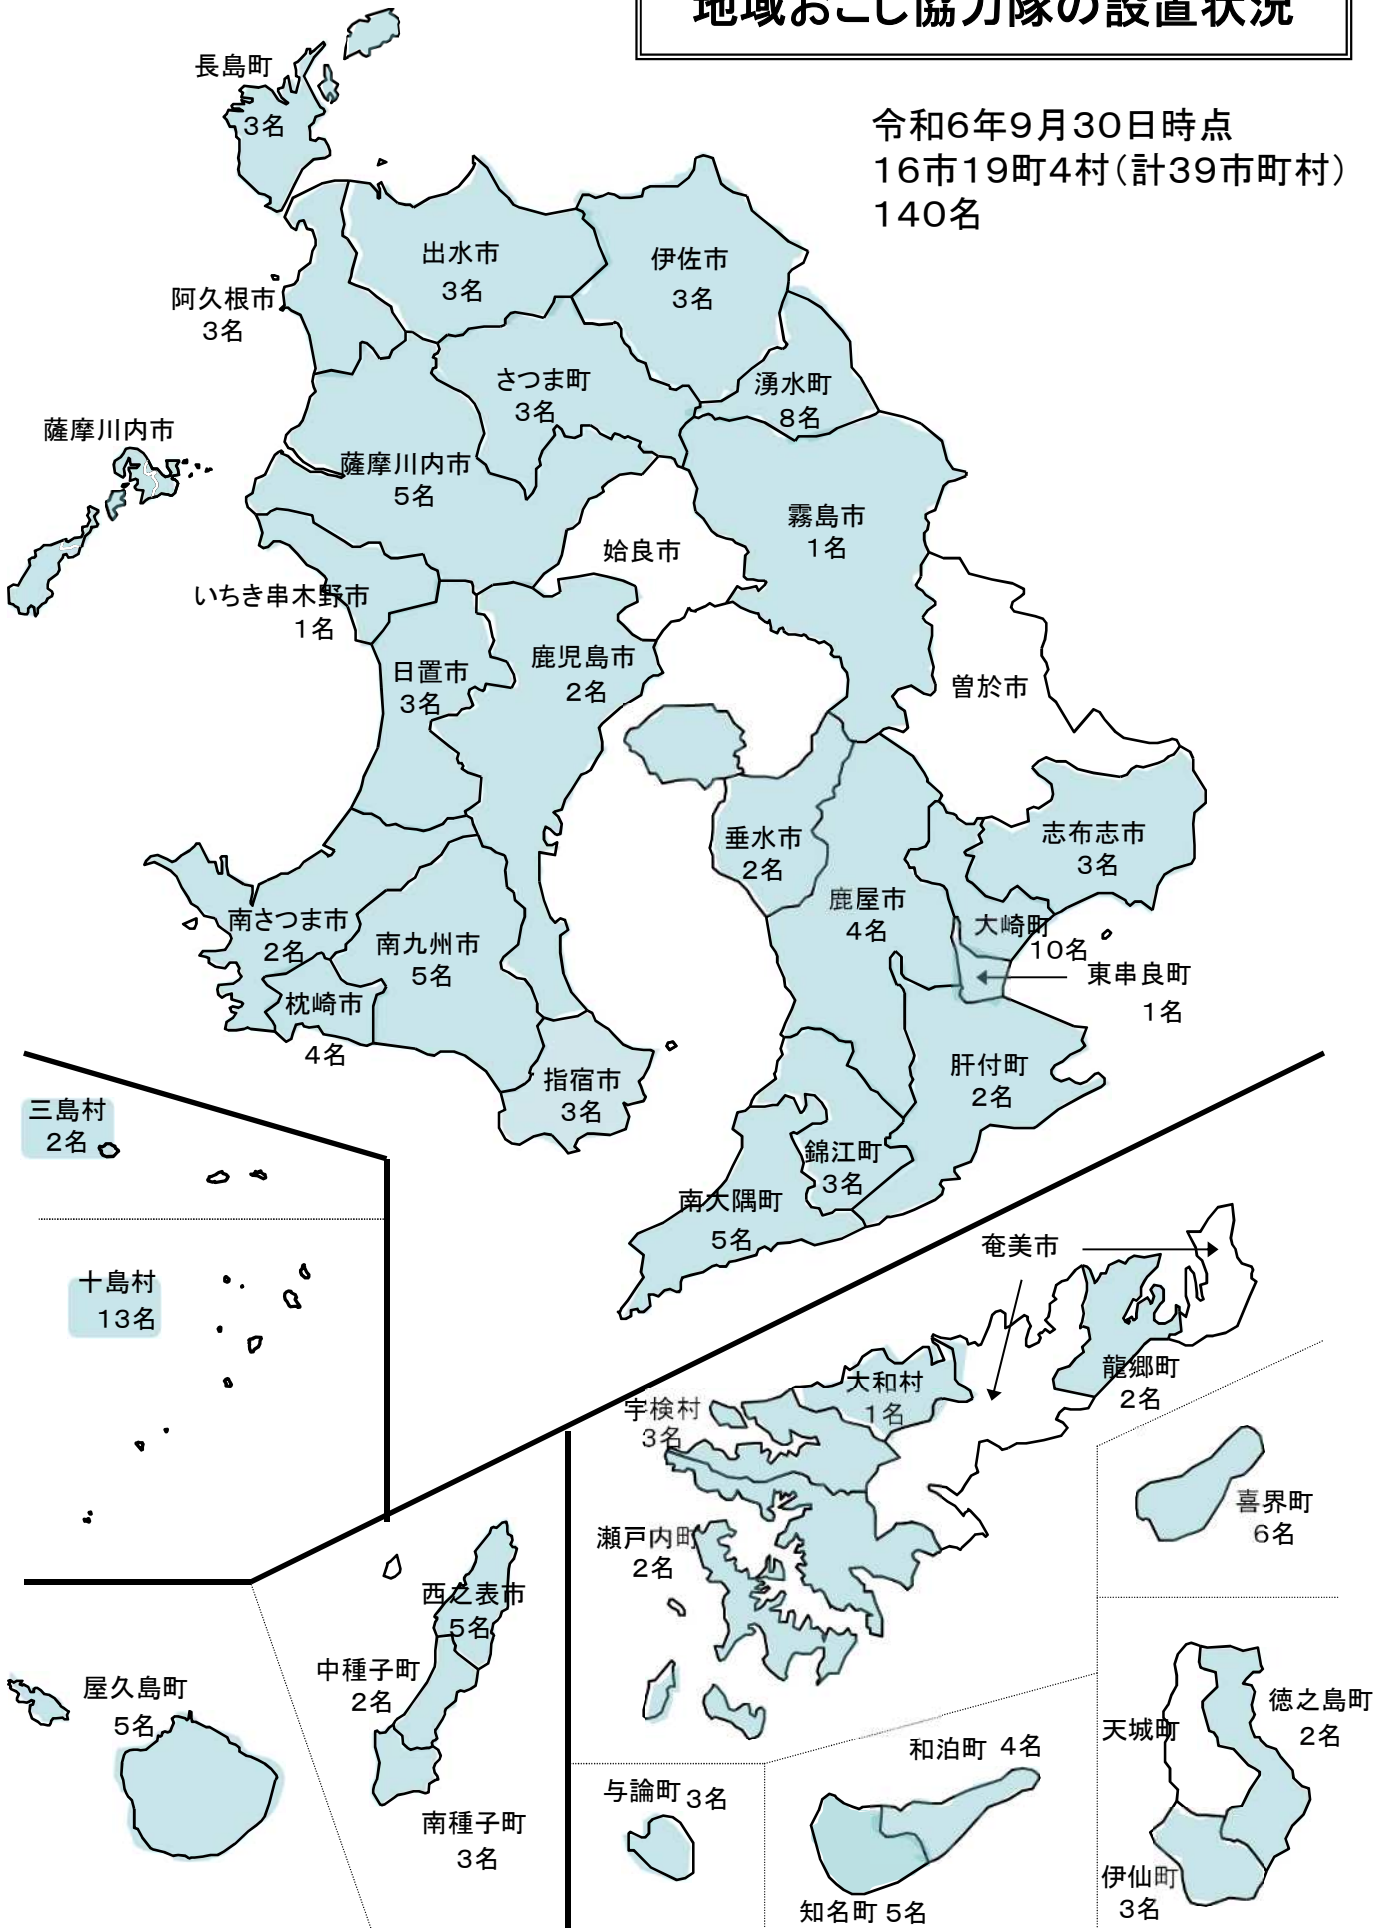 地域おこし協力隊の設置状況
令和6年9月30日時点
16市19町4村(計39市町村)
140名
長島町
3名
出水市
3名
伊佐市
3名
阿久根市
3名
さつま町
3名
湧水町
8名
薩摩川内市
薩摩川内市
5名
霧島市
1名
姶良市
いちき串木野市
1名
日置市
3名
鹿児島市
2名
曽於市
垂水市
2名
志布志市
3名
鹿屋市
4名
大崎町
10名
東串良町
1名
南さつま市
2名
南九州市
5名
枕崎市
4名
指宿市
3名
肝付町
2名
錦江町
3名
南大隅町
5名
三島村
2名
十島村
13名
奄美市
龍郷町
2名
大和村
1名
宇検村
3名
瀬戸内町
2名
喜界町
6名
西之表市
5名
中種子町
2名
南種子町
3名
屋久島町
5名
徳之島町
2名
天城町
伊仙町
3名
和泊町 4名
与論町 3名
知名町 5名